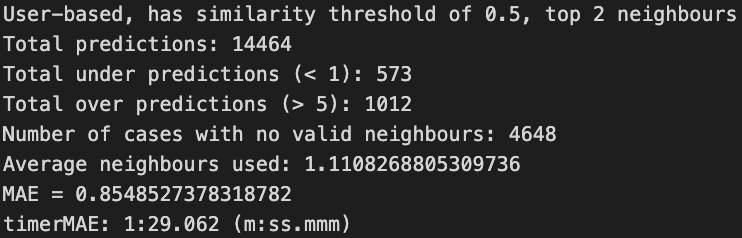 User-based, has similarity threshold of 0.5, top 2 neighbours
Total predictions: 14464
Total under predictions (< 1): 573
Total over predictions (> 5): 1012
Number of cases with no valid neighbours: 4648
Average neighbours used: 1.1108268805309736
MAE = 0.8548527378318782
timerMAE: 1:29.062 (m:ss.mmm)